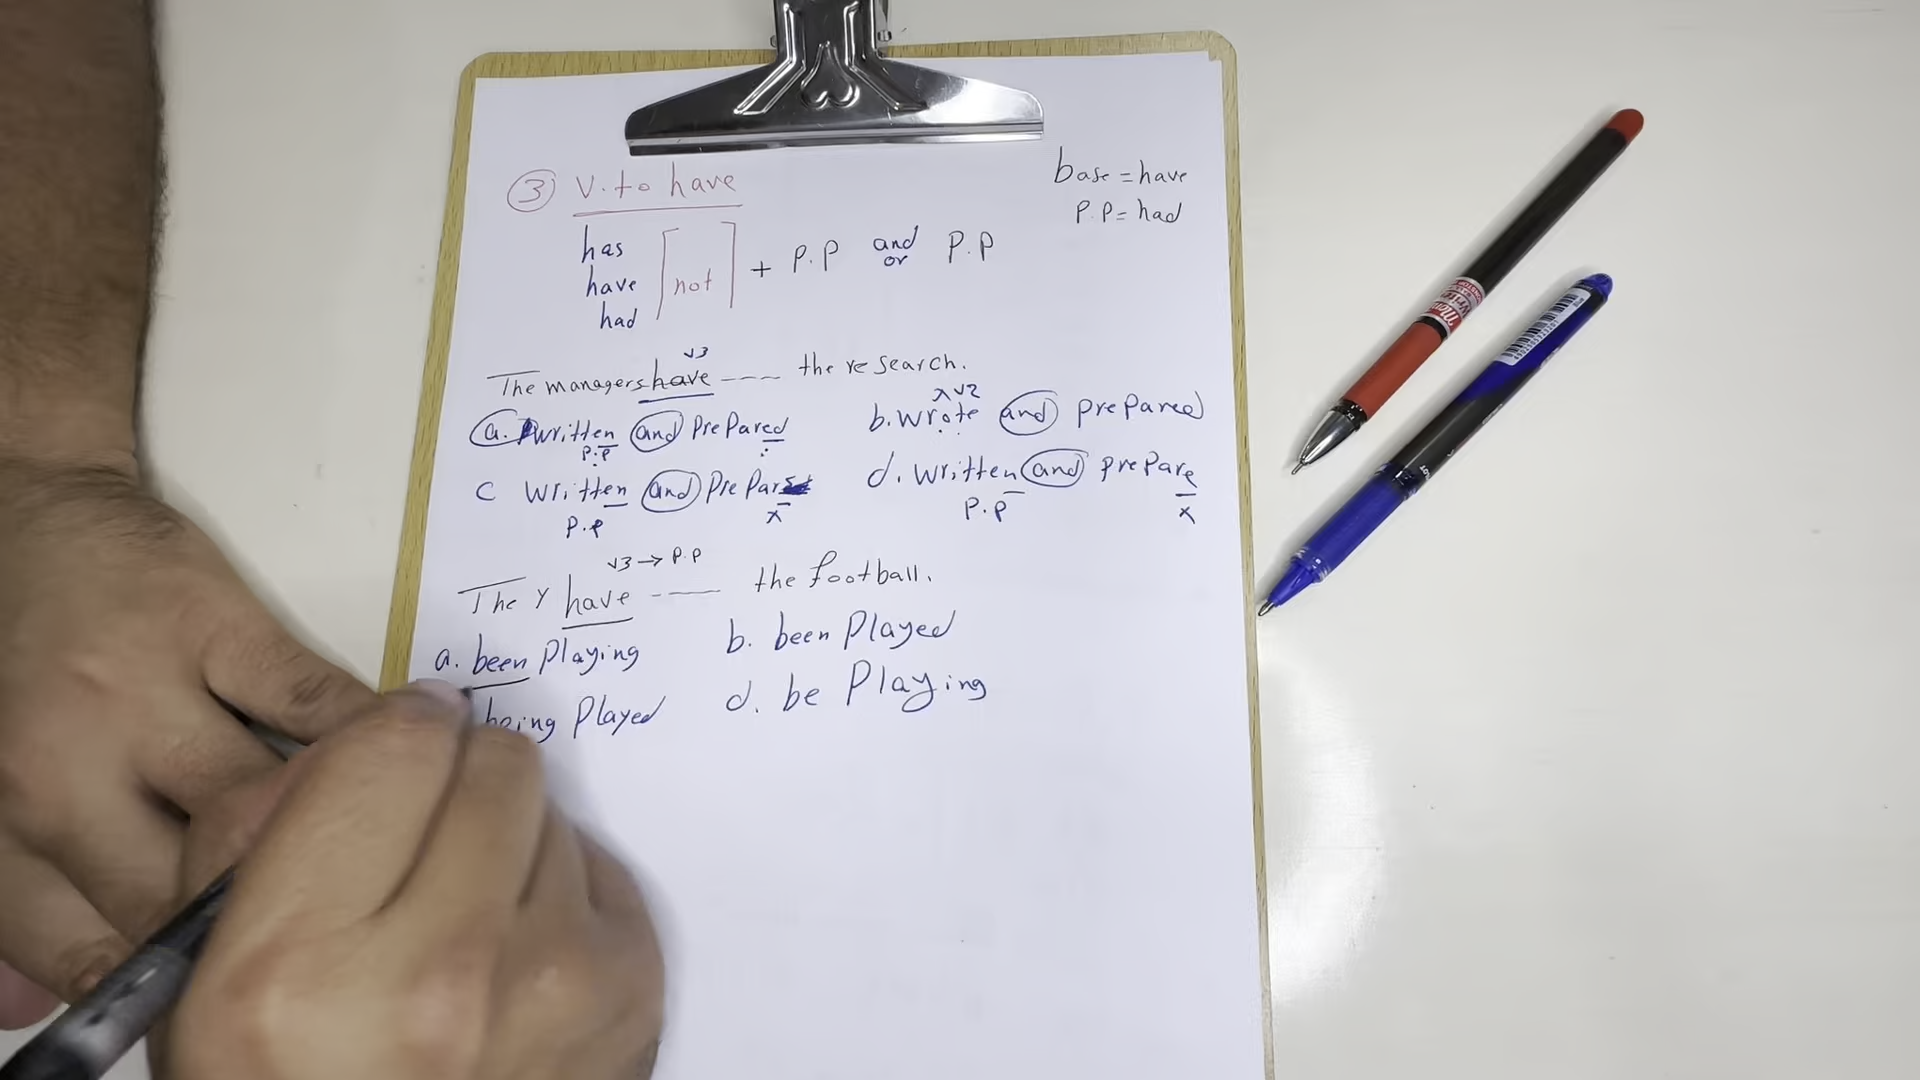 ③ V. to have
base = have
P.P = had
has
have [not] + P.P and P.P
or
had
v3
The managers have ---- the research.
x v2
a. written and Prepared b. wrote and prepared
P.P
c written and d. written and prepare
P.P x P.P x
v3 → P.P
They have ---- the football.
a. been Playing b. been Played
being Played d. be Playing